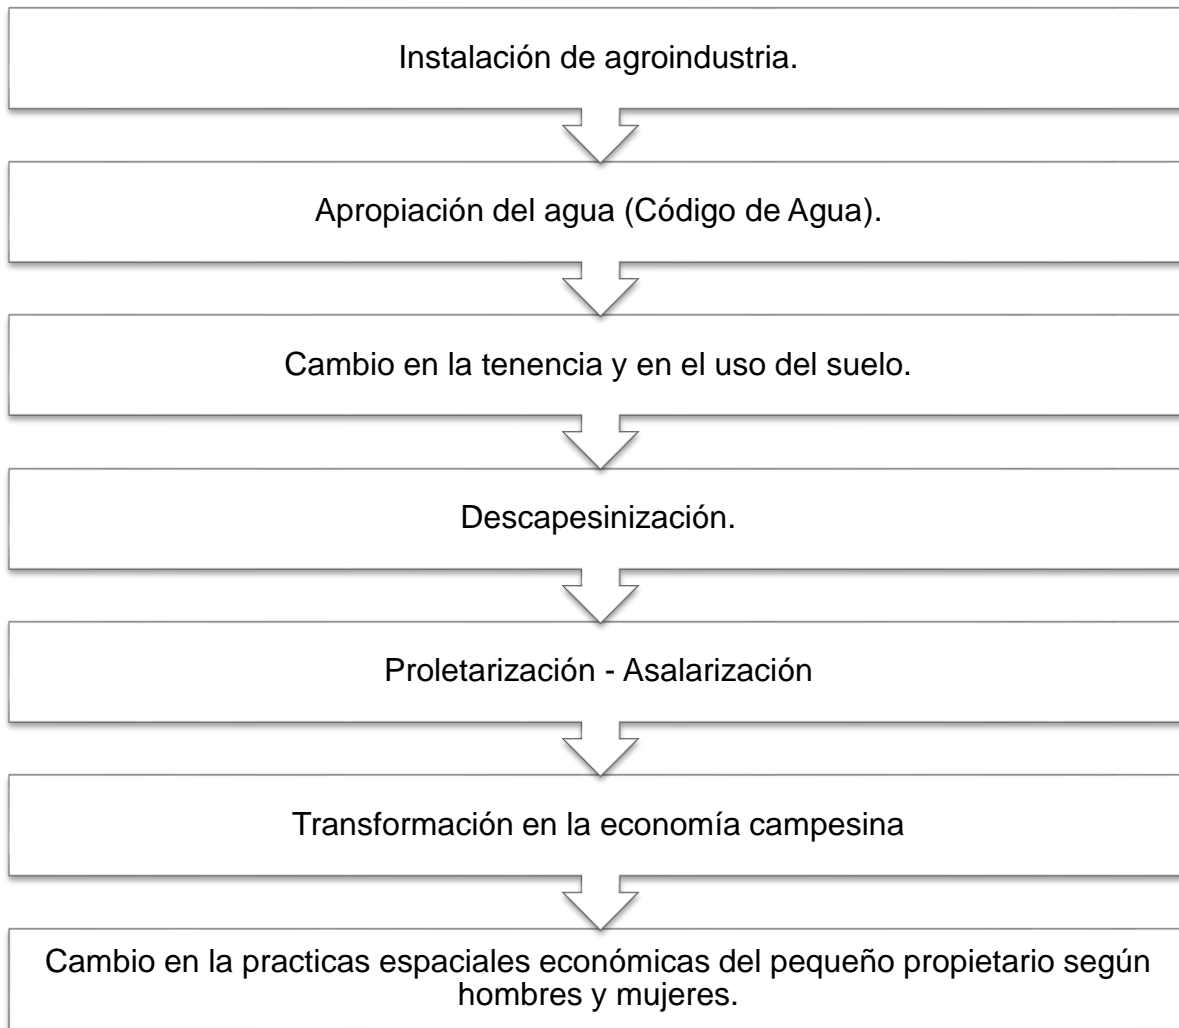 Instalación de agroindustria.
Apropiación del agua (Código de Agua).
Cambio en la tenencia y en el uso del suelo.
Descapesinización.
Proletarización - Asalarización
Transformación en la economía campesina
Cambio en la practicas espaciales económicas del pequeño propietario según
hombres y mujeres.